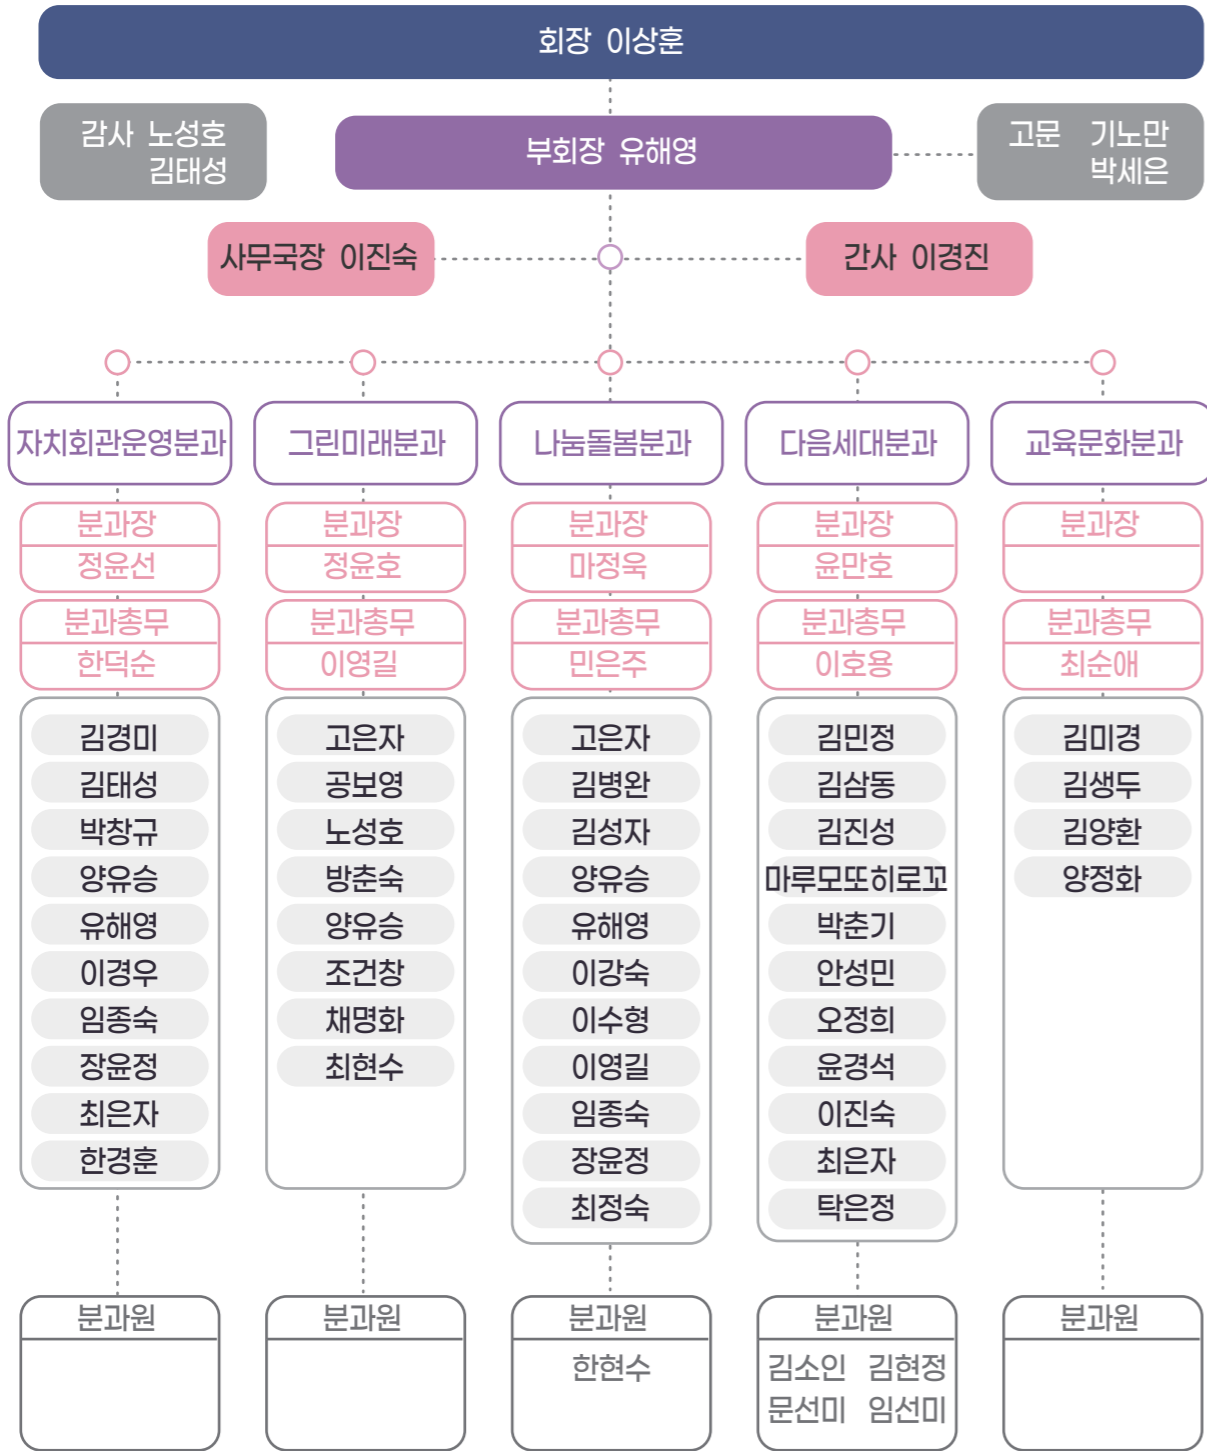 회장 이상훈
감사 노성호
김태성
부회장 유해영
고문 기노만
박세은
사무국장 이진숙
간사 이경진
자치회관운영분과
분과장
정윤선
분과총무
한덕순
김경미
김태성
박창규
양유승
유해영
이경우
임종숙
장윤정
최은자
한경훈
분과원
그린미래분과
분과장
정윤호
분과총무
이영길
고은자
공보영
노성호
방춘숙
양유승
조건창
채명화
최현수
분과원
나눔돌봄분과
분과장
마정욱
분과총무
민은주
고은자
김병완
김성자
양유승
유해영
이강숙
이수형
이영길
임종숙
장윤정
최정숙
분과원
한현수
다음세대분과
분과장
윤만호
분과총무
이호용
김민정
김삼동
김진성
마루모또히로꼬
박춘기
안성민
오정희
윤경석
이진숙
최은자
탁은정
분과원
김소인 김현정
문선미 임선미
교육문화분과
분과장
분과총무
최순애
김미경
김생두
김양환
양정화
분과원